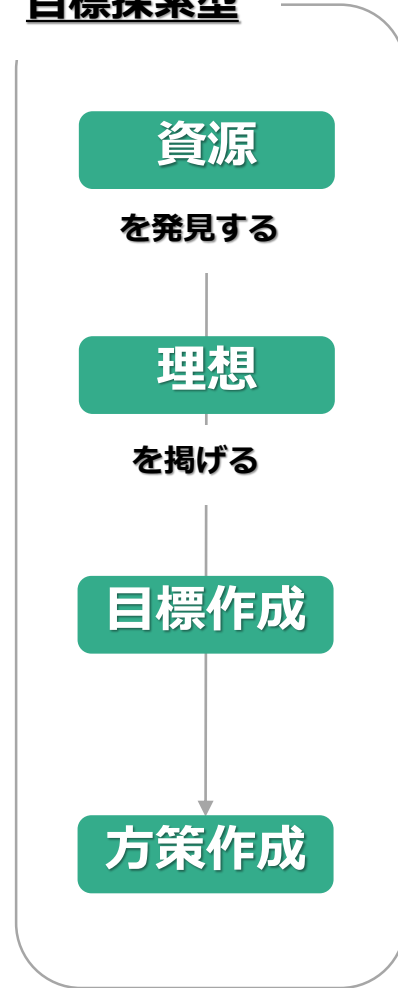 目標探索型
資源
を発見する
理想
を掲げる
目標作成
方策作成